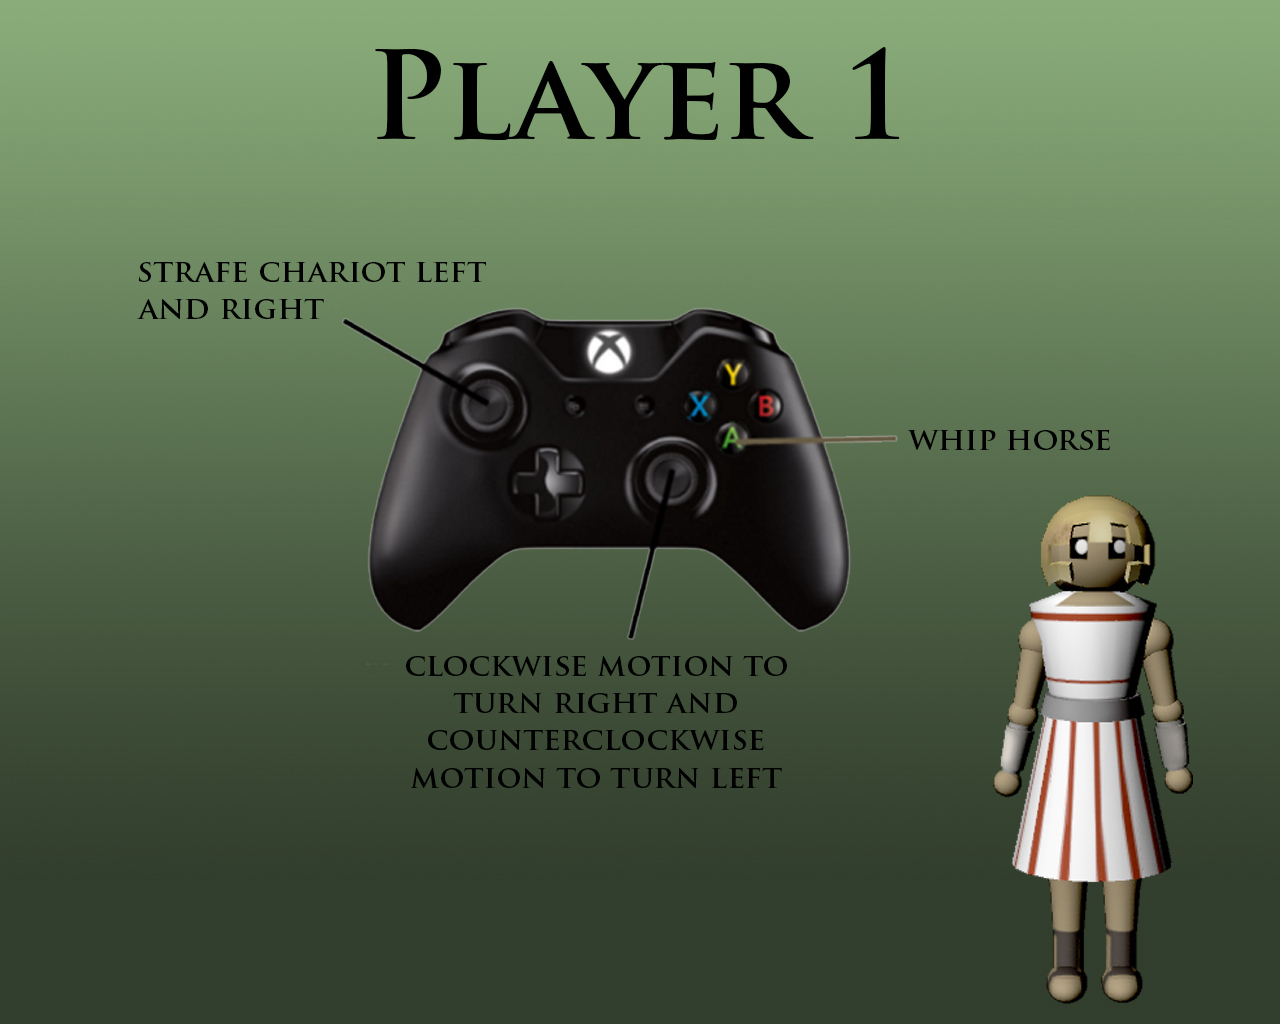 PLAYER 1
STRAFE CHARIOT LEFT
AND RIGHT
Y
X
B
A
WHIP HORSE
CLOCKWISE MOTION TO
TURN RIGHT AND
COUNTERCLOCKWISE
MOTION TO TURN LEFT